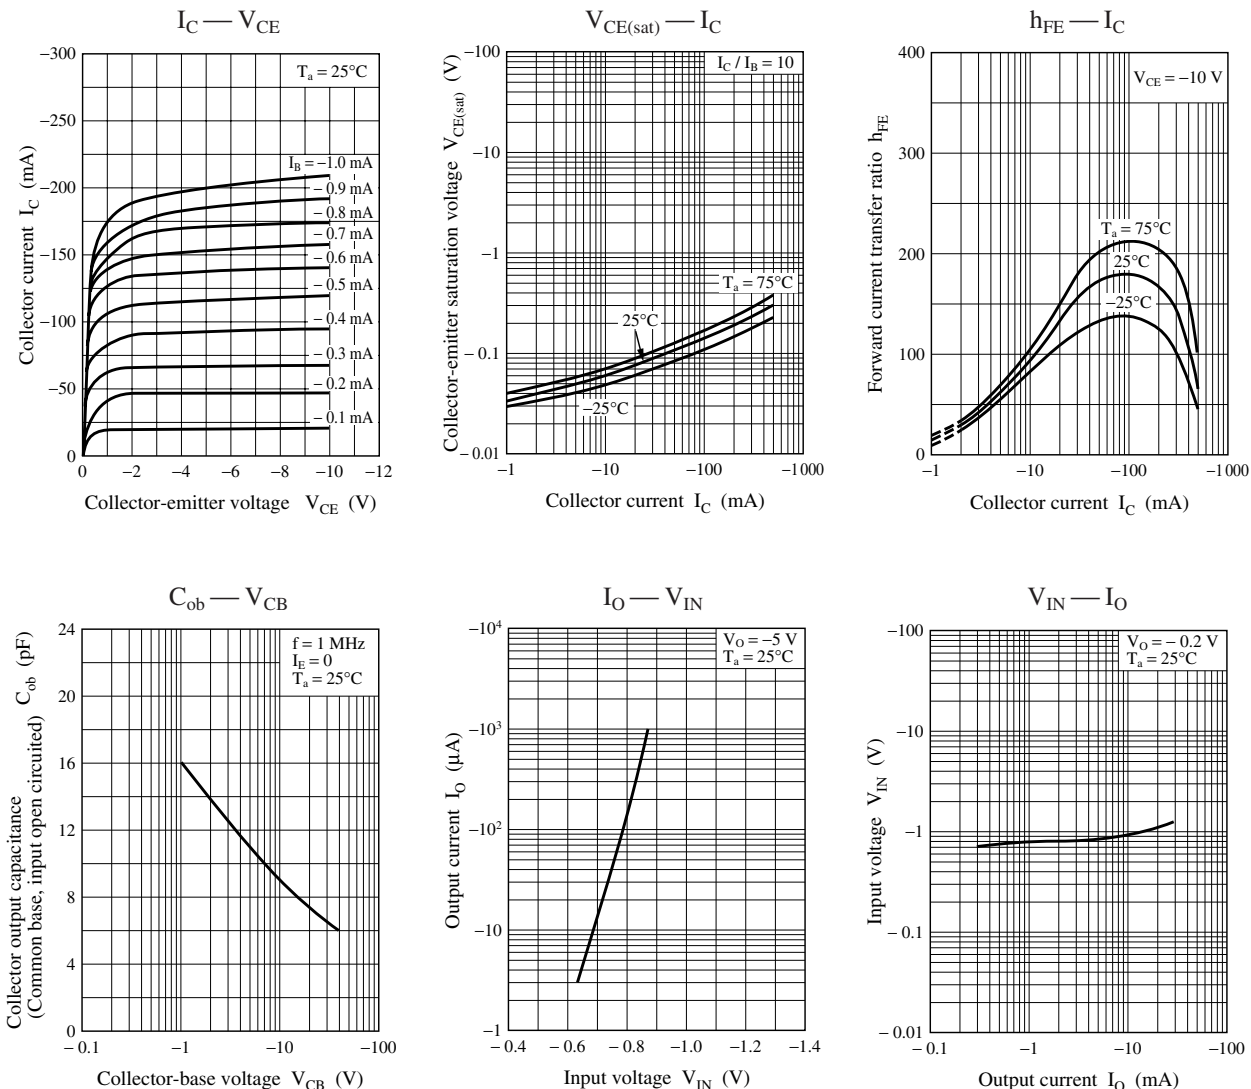 I_C — V_CE
Collector current I_C (mA)
–300
–250
–200
–150
–100
–50
0
T_a = 25°C
I_B = –1.0 mA
– 0.9 mA
– 0.8 mA
– 0.7 mA
– 0.6 mA
– 0.5 mA
– 0.4 mA
– 0.3 mA
– 0.2 mA
– 0.1 mA
0 –2 –4 –6 –8 –10 –12
Collector-emitter voltage V_CE (V)
V_CE(sat) — I_C
Collector-emitter saturation voltage V_CE(sat) (V)
–100
–10
–1
– 0.1
– 0.01
I_C / I_B = 10
T_a = 75°C
25°C
–25°C
–1 –10 –100 –1000
Collector current I_C (mA)
h_FE — I_C
Forward current transfer ratio h_FE
400
300
200
100
0
V_CE = –10 V
T_a = 75°C
25°C
–25°C
–1 –10 –100 –1000
Collector current I_C (mA)
C_ob — V_CB
Collector output capacitance
(Common base, input open circuited) C_ob (pF)
24
20
16
12
8
4
0
f = 1 MHz
I_E = 0
T_a = 25°C
– 0.1 –1 –10 –100
Collector-base voltage V_CB (V)
I_O — V_IN
Output current I_O (µA)
–10⁴
–10³
–10²
–10
–1
V_O = –5 V
T_a = 25°C
– 0.4 – 0.6 – 0.8 –1.0 –1.2 –1.4
Input voltage V_IN (V)
V_IN — I_O
Input voltage V_IN (V)
–100
–10
–1
– 0.1
– 0.01
V_O = – 0.2 V
T_a = 25°C
– 0.1 –1 –10 –100
Output current I_O (mA)